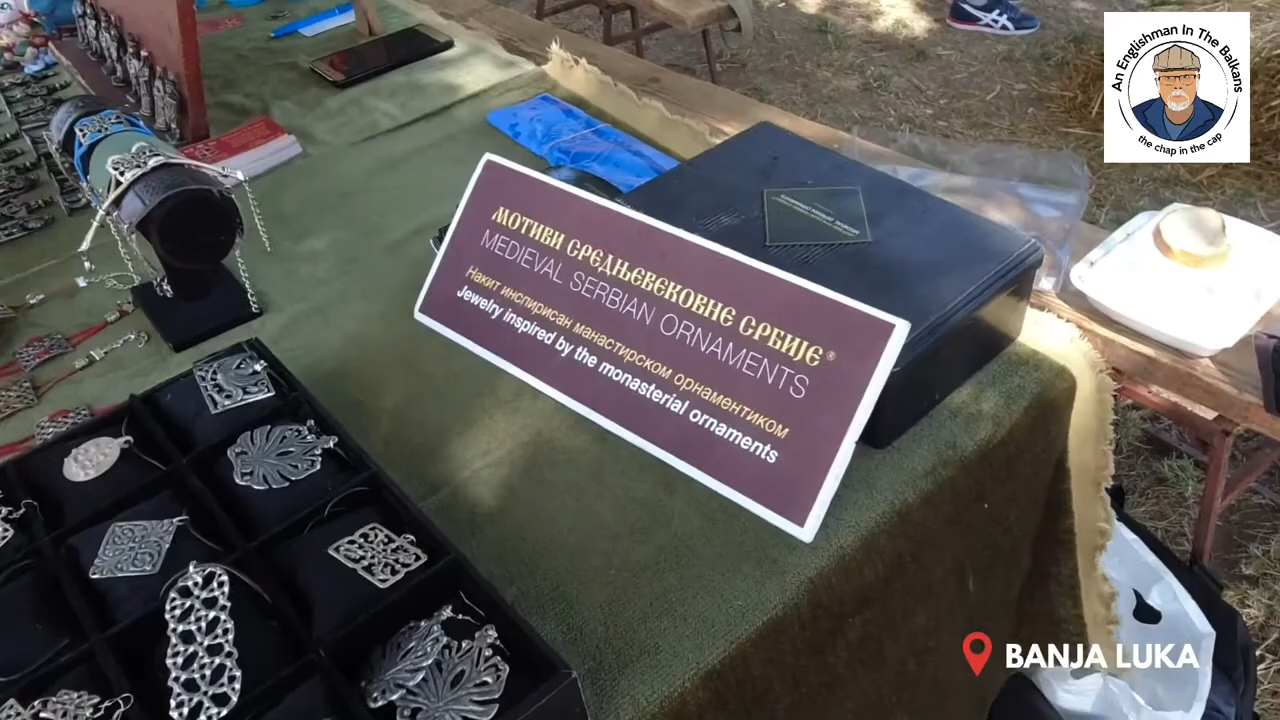 An Englishman In The Balkans
the chap in the cap
МОТИВИ СРЕДЊЕВЕКОВНЕ СРБИЈЕ®
MEDIEVAL SERBIAN ORNAMENTS
Накит инспирисан манастирском орнаментиком
Jewelry inspired by the monasterial ornaments
BANJA LUKA